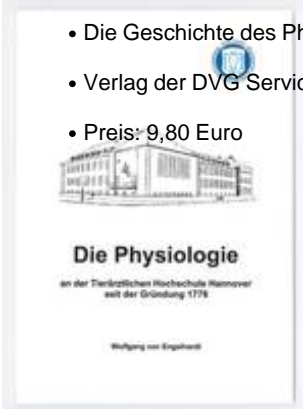 • Die Geschichte des Ph
• Verlag der DVG Servic
• Preis: 9,80 Euro
Die Physiologie
an der Tierärztlichen Hochschule Hannover
seit der Gründung 1778
Wolfgang von Engelhardt